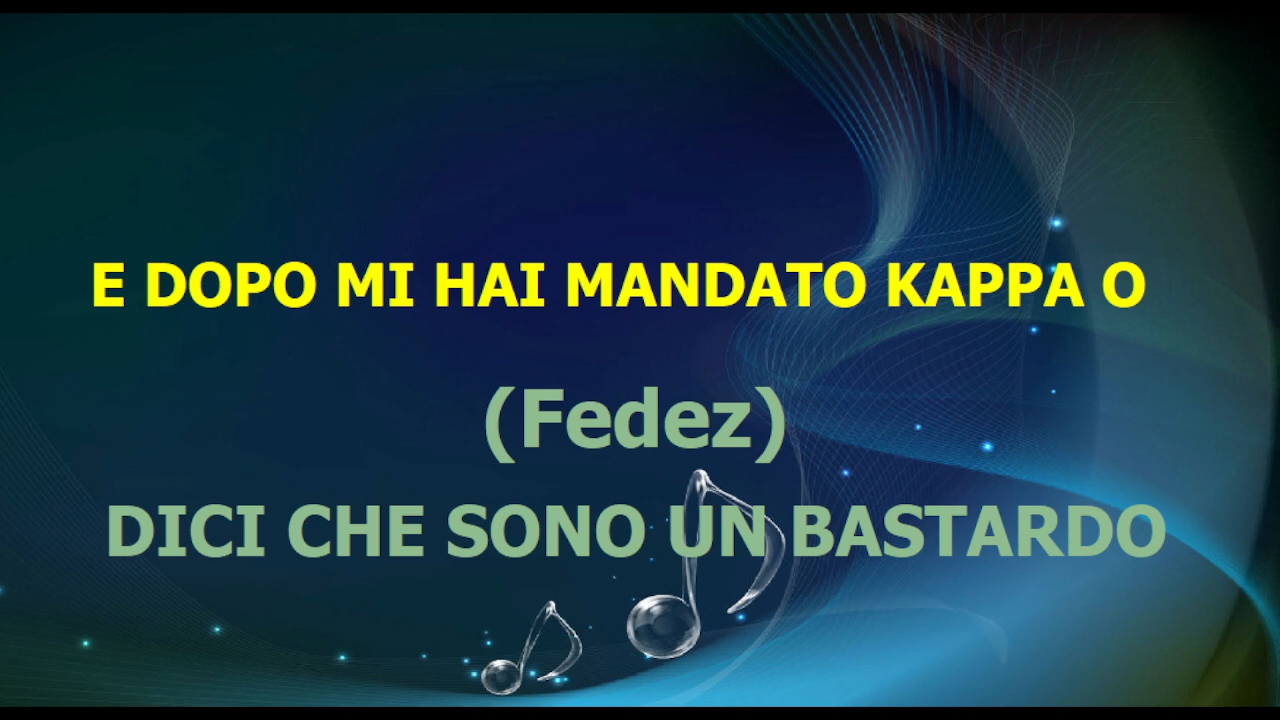 E DOPO MI HAI MANDATO KAPPA O
(Fedez)
DICI CHE SONO UN BASTARDO